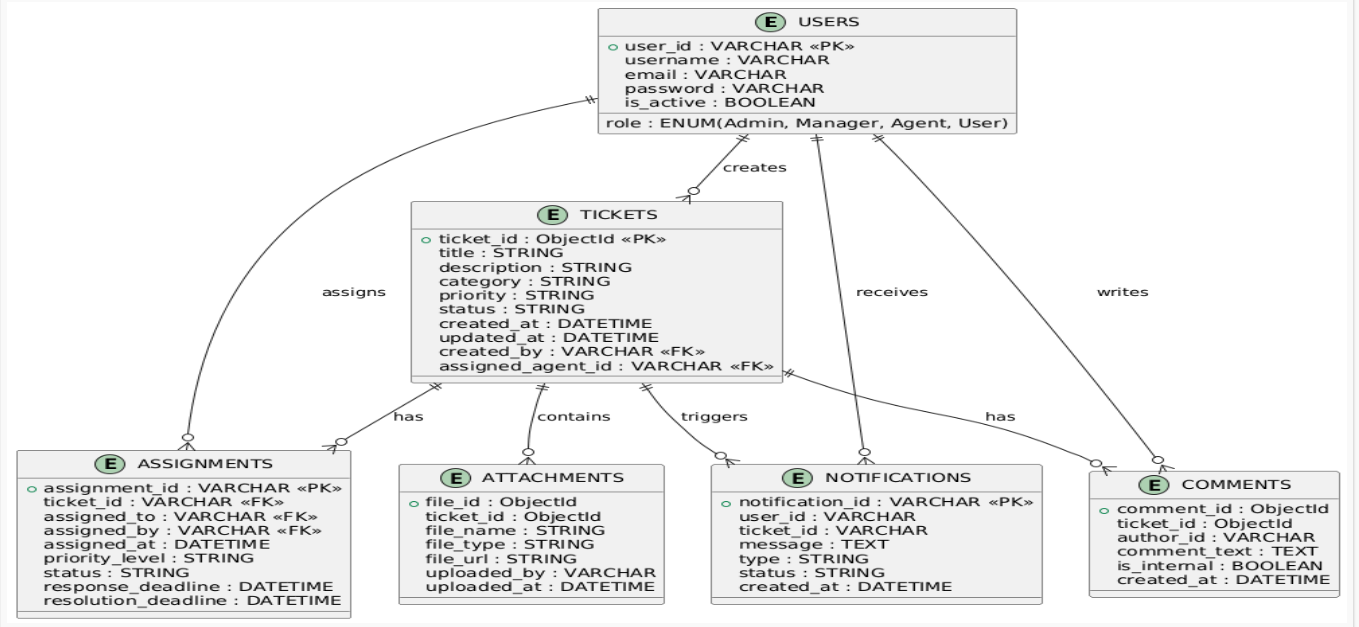 E USERS
user_id : VARCHAR «PK»
username : VARCHAR
email : VARCHAR
password : VARCHAR
is_active : BOOLEAN
role : ENUM(Admin, Manager, Agent, User)
creates
E TICKETS
ticket_id : ObjectId «PK»
title : STRING
description : STRING
category : STRING
priority : STRING
status : STRING
created_at : DATETIME
updated_at : DATETIME
created_by : VARCHAR «FK»
assigned_agent_id : VARCHAR «FK»
assigns
receives
writes
has
contains
triggers
has
E ASSIGNMENTS
assignment_id : VARCHAR «PK»
ticket_id : VARCHAR «FK»
assigned_to : VARCHAR «FK»
assigned_by : VARCHAR «FK»
assigned_at : DATETIME
priority_level : STRING
status : STRING
response_deadline : DATETIME
resolution_deadline : DATETIME
E ATTACHMENTS
file_id : ObjectId
ticket_id : ObjectId
file_name : STRING
file_type : STRING
file_url : STRING
uploaded_by : VARCHAR
uploaded_at : DATETIME
E NOTIFICATIONS
notification_id : VARCHAR «PK»
user_id : VARCHAR
ticket_id : VARCHAR
message : TEXT
type : STRING
status : STRING
created_at : DATETIME
E COMMENTS
comment_id : ObjectId
ticket_id : ObjectId
author_id : VARCHAR
comment_text : TEXT
is_internal : BOOLEAN
created_at : DATETIME